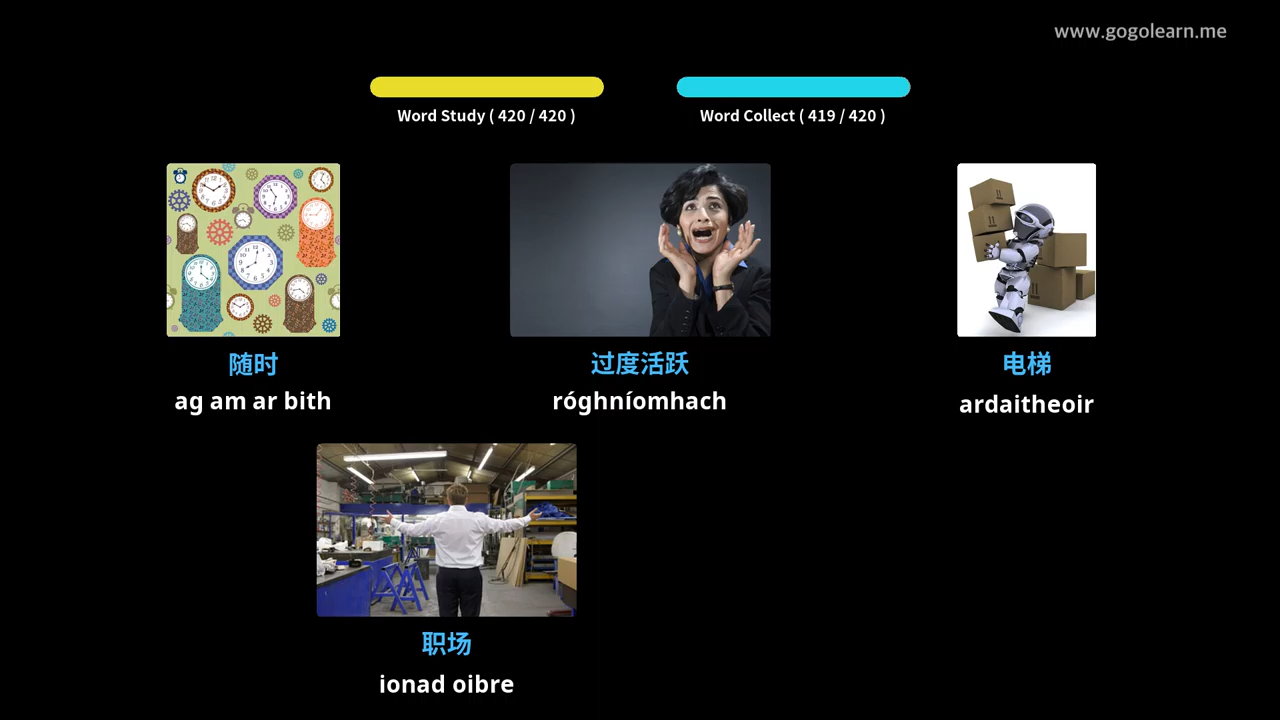 www.gogolearn.me
Word Study ( 420 / 420 )
Word Collect ( 419 / 420 )
随时
过度活跃
电梯
ag am ar bith
róghníomhach
ardaitheoir
职场
ionad oibre